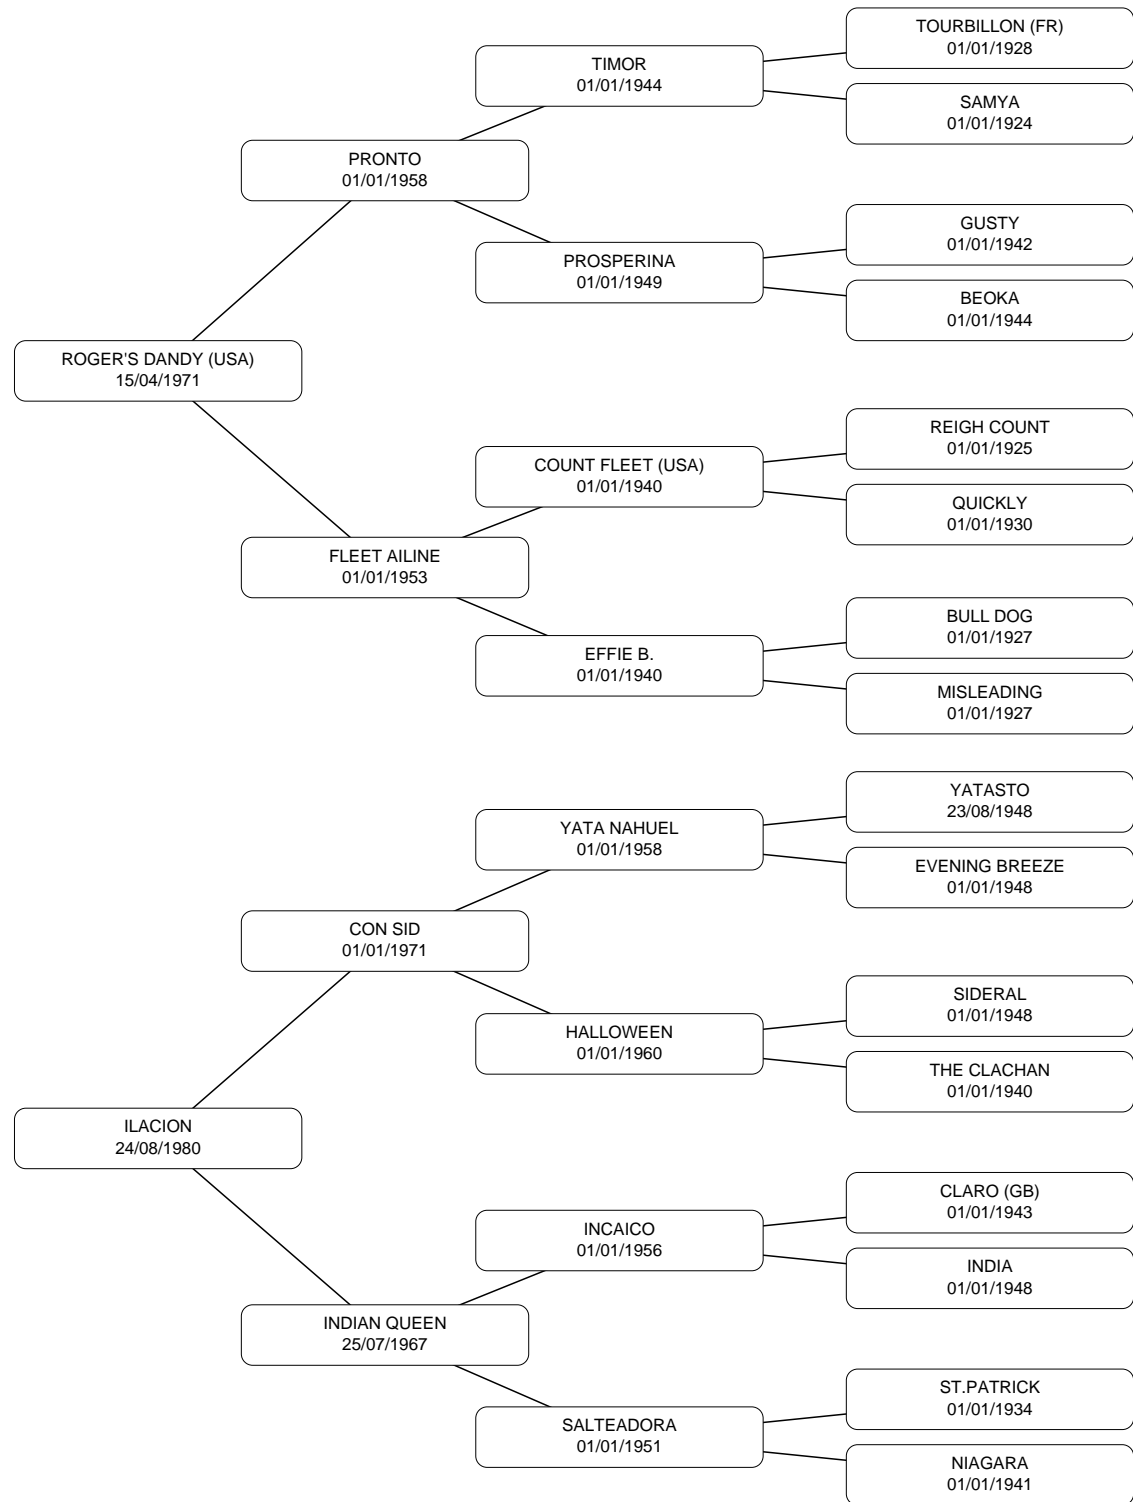 TOURBILLON (FR)
01/01/1928
TIMOR
01/01/1944
SAMYA
01/01/1924
PRONTO
01/01/1958
GUSTY
01/01/1942
PROSPERINA
01/01/1949
BEOKA
01/01/1944
ROGER'S DANDY (USA)
15/04/1971
REIGH COUNT
01/01/1925
COUNT FLEET (USA)
01/01/1940
QUICKLY
01/01/1930
FLEET AILINE
01/01/1953
BULL DOG
01/01/1927
EFFIE B.
01/01/1940
MISLEADING
01/01/1927
YATASTO
23/08/1948
YATA NAHUEL
01/01/1958
EVENING BREEZE
01/01/1948
CON SID
01/01/1971
SIDERAL
01/01/1948
HALLOWEEN
01/01/1960
THE CLACHAN
01/01/1940
ILACION
24/08/1980
CLARO (GB)
01/01/1943
INCAICO
01/01/1956
INDIA
01/01/1948
INDIAN QUEEN
25/07/1967
ST.PATRICK
01/01/1934
SALTEADORA
01/01/1951
NIAGARA
01/01/1941